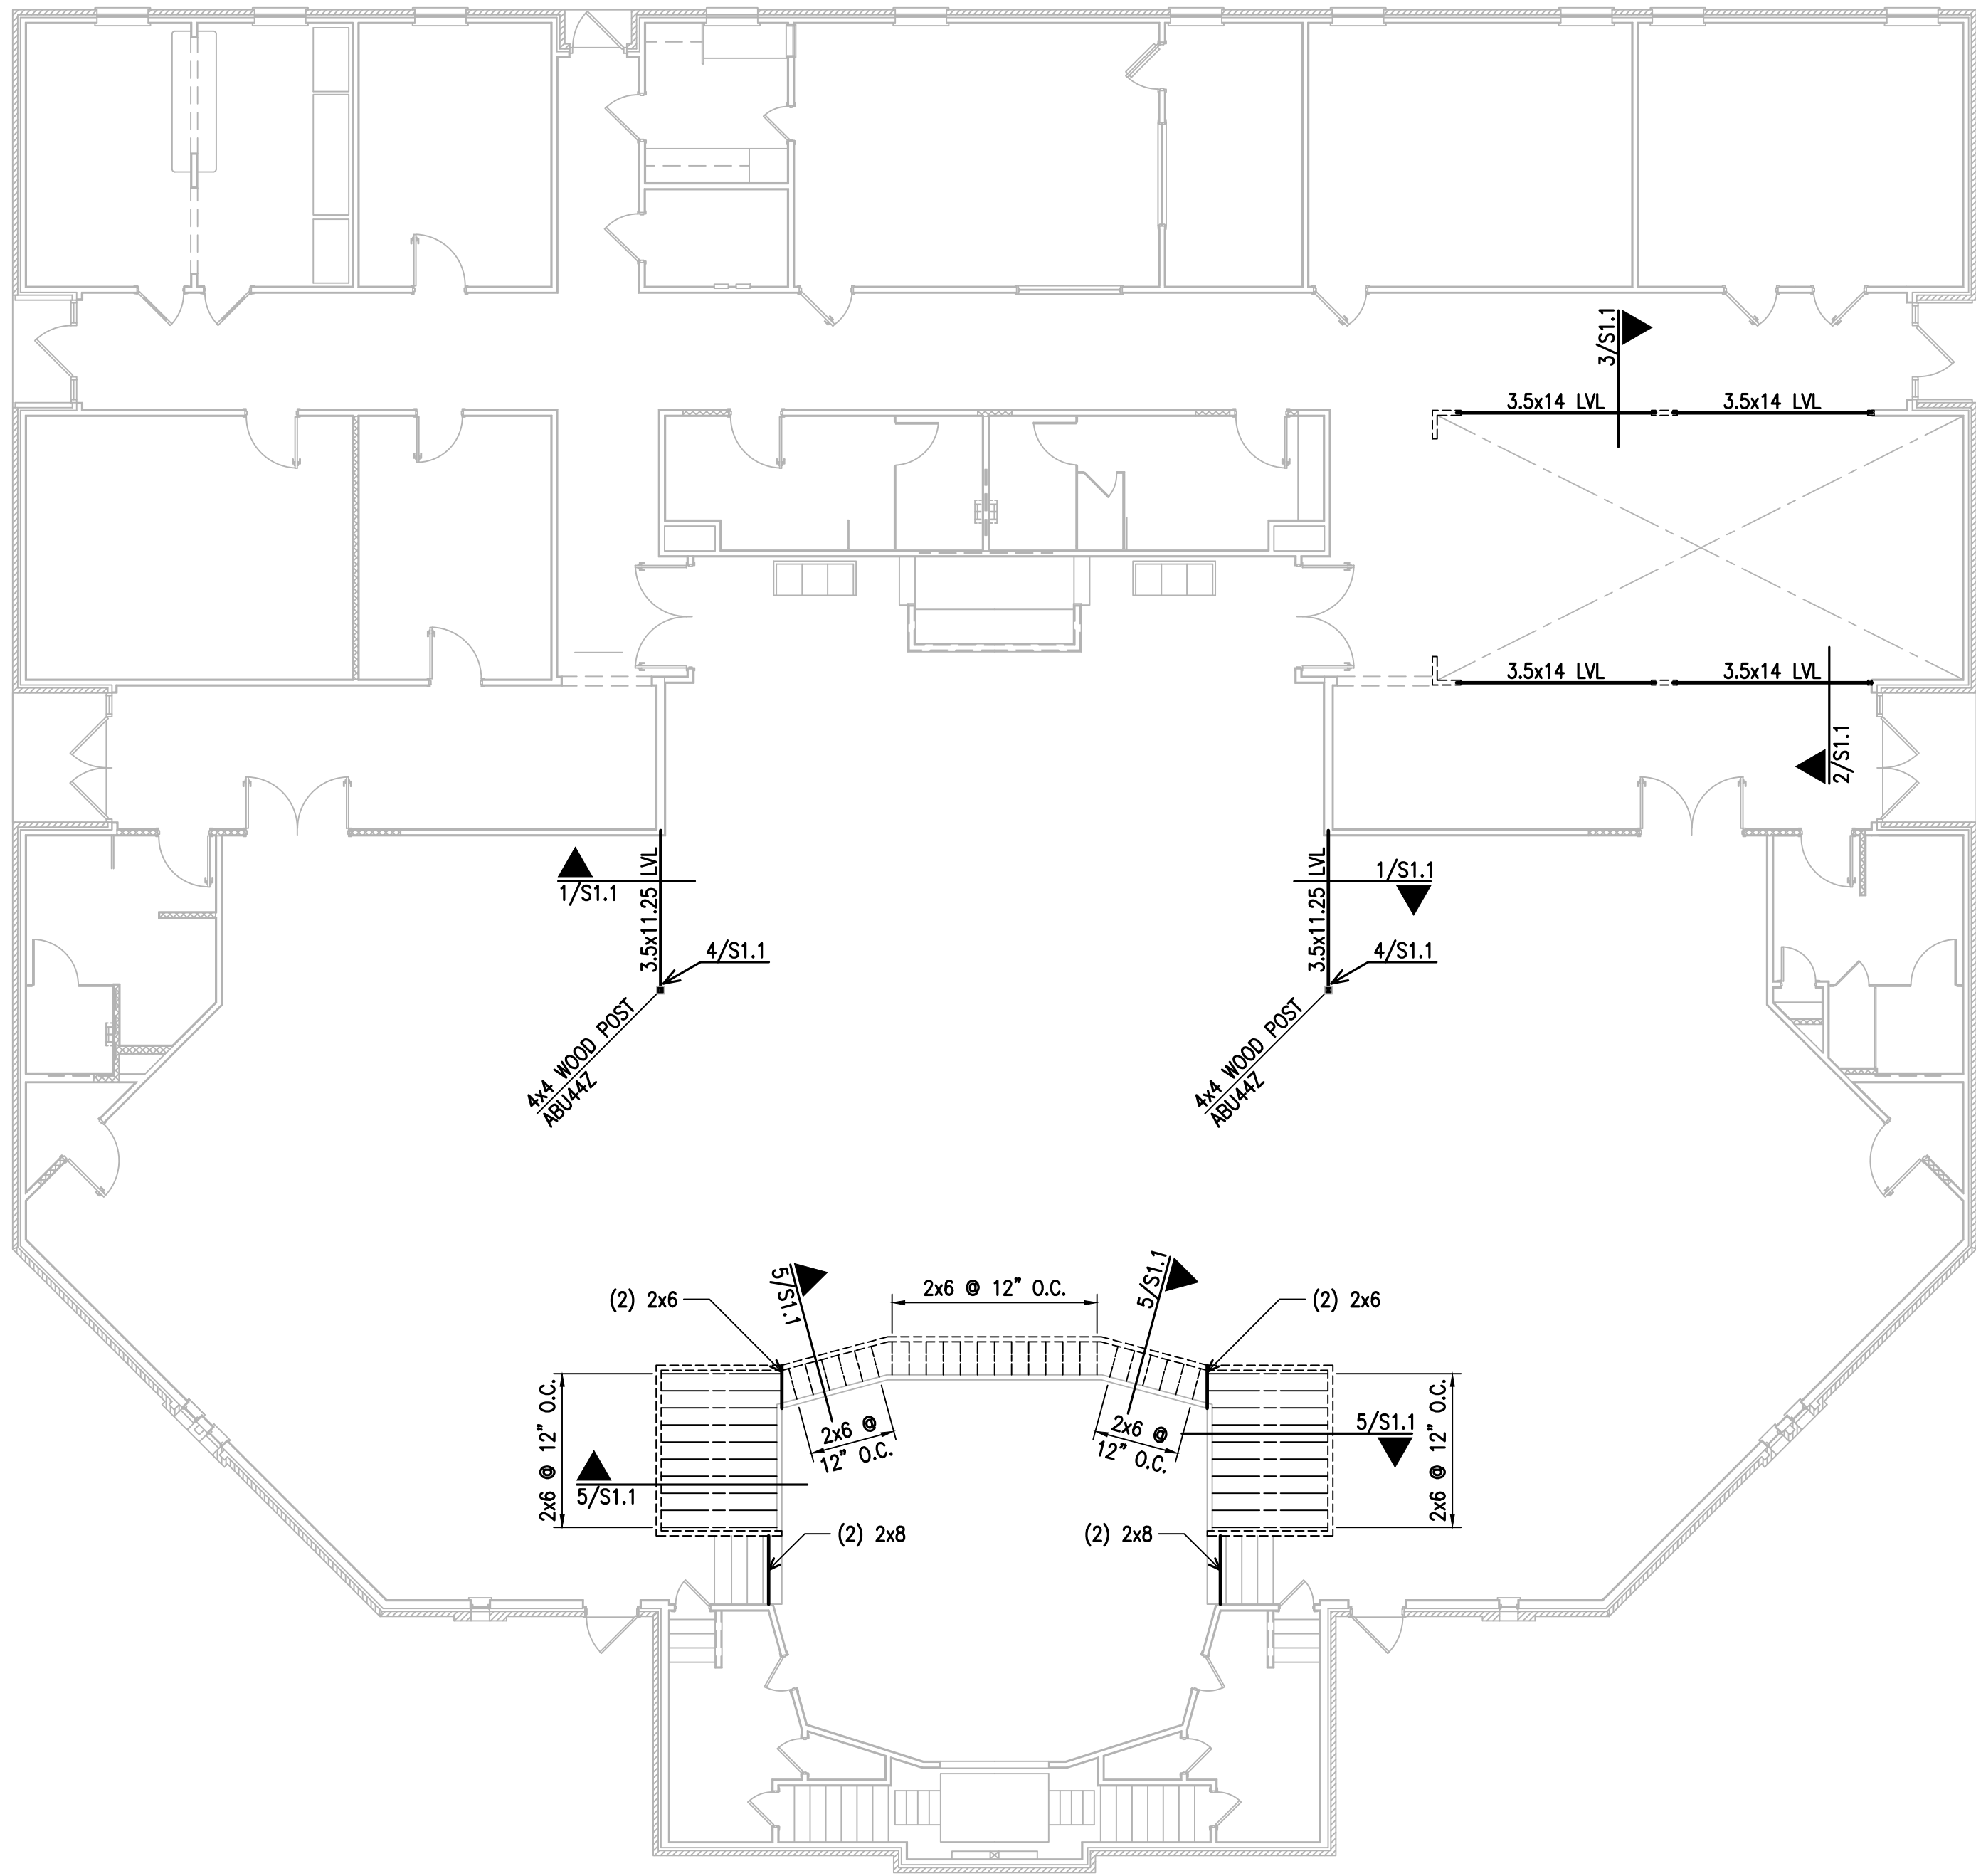 3/S1.1
3.5x14 LVL
3.5x14 LVL
3.5x14 LVL
3.5x14 LVL
2/S1.1
1/S1.1
3.5x11.25 LVL
4/S1.1
4x4 WOOD POST
ABU44Z
1/S1.1
3.5x11.25 LVL
4/S1.1
4x4 WOOD POST
ABU44Z
(2) 2x6
5/S1.1
2x6 @ 12" O.C.
5/S1.1
(2) 2x6
2x6 @ 12" O.C.
5/S1.1
2x6 @
12" O.C.
2x6 @
12" O.C.
5/S1.1
2x6 @ 12" O.C.
(2) 2x8
(2) 2x8